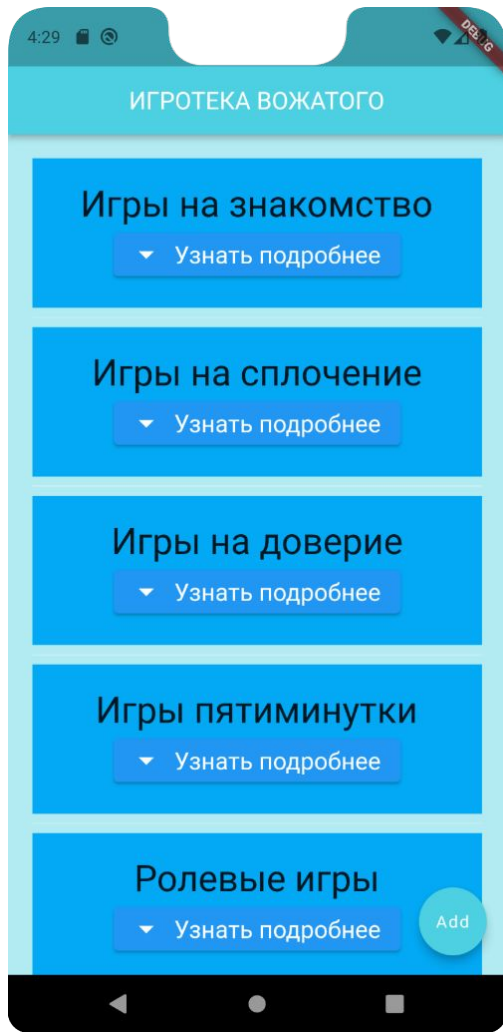 4:29
DEBUG
ИГРОТЕКА ВОЖАТОГО
Игры на знакомство
Узнать подробнее
Игры на сплочение
Узнать подробнее
Игры на доверие
Узнать подробнее
Игры пятиминутки
Узнать подробнее
Ролевые игры
Узнать подробнее
Add